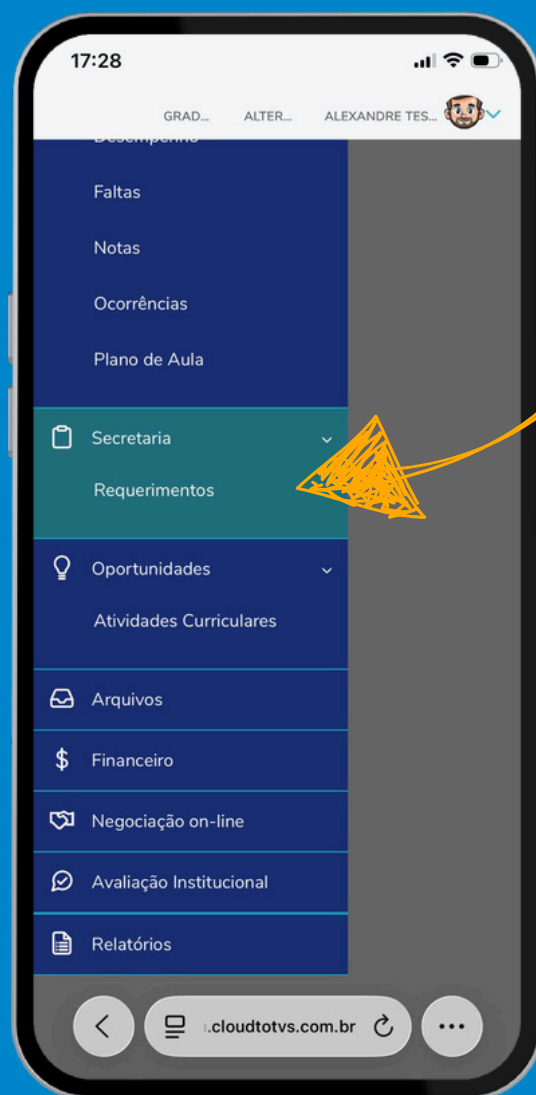 17:28
GRAD... ALTER... ALEXANDRE TES...
Desempenho
Faltas
Notas
Ocorrências
Plano de Aula
Secretaria
Requerimentos
Oportunidades
Atividades Curriculares
Arquivos
Financeiro
Negociação on-line
Avaliação Institucional
Relatórios
.cloudtotvs.com.br